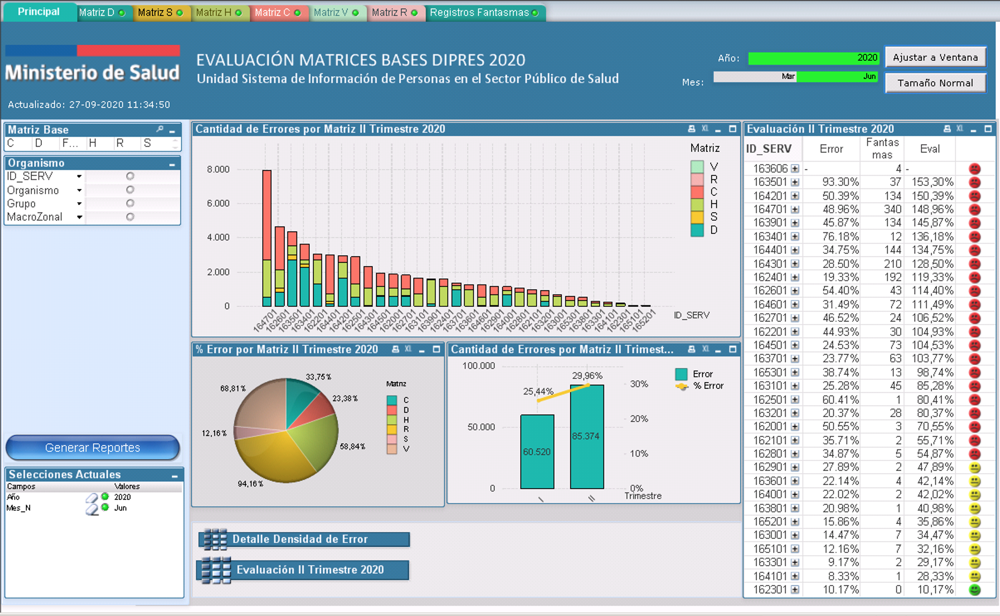 Principal
Matriz D
Matriz S
Matriz H
Matriz C
Matriz V
Matriz R
Registros Fantasmas
Ministerio de Salud
Actualizado: 27-09-2020 11:34:50
EVALUACIÓN MATRICES BASES DIPRES 2020
Unidad Sistema de Información de Personas en el Sector Público de Salud
Año: 2020
Mes: Mar Jun
Ajustar a Ventana
Tamaño Normal
Matriz Base
C D F... H R S
Organismo
ID_SERV
Organismo
Grupo
MacroZonal
Generar Reportes
Selecciones Actuales
Campos Valores
Año 2020
Mes_N Jun
Cantidad de Errores por Matriz II Trimestre 2020
XL
8.000
6.000
4.000
2.000
0
164701 162601 163501 163401 162201 164401 164201 162501 164301 164501 162001 162701 163101 163901 162401 163701 163601 164601 162901 164001 162801 162101 163201 163001 165301 163801 163301 164101 162301 165101 165201
ID_SERV
Matriz
V
R
C
H
S
D
% Error por Matriz II Trimestre 2020
XL
33,75%
23,38%
58,84%
94,16%
12,16%
68,81%
Matriz
C
D
H
R
S
V
Cantidad de Errores por Matriz II Trimest...
XL
100.000
50.000
0
25,44%
29,96%
60.520
85.374
30%
20%
10%
0%
I II
Trimestre
Error
% Error
Detalle Densidad de Error
Evaluación II Trimestre 2020
Evaluación II Trimestre 2020
XL
ID_SERV Error Fantas
mas Eval
163606 - 4 -
163501 93.30% 37 153,30%
164201 50.39% 134 150,39%
164701 48.96% 340 148,96%
163901 45.87% 134 145,87%
163401 76.18% 12 136,18%
164401 34.75% 144 134,75%
164301 28.50% 210 128,50%
162401 19.33% 192 119,33%
162601 54.40% 43 114,40%
164601 31.49% 72 111,49%
162701 46.52% 24 106,52%
162201 44.93% 30 104,93%
164501 24.53% 73 104,53%
163701 23.77% 63 103,77%
165301 38.74% 13 98,74%
163101 25.28% 45 85,28%
162501 60.41% 1 80,41%
163201 20.37% 28 80,37%
162001 50.55% 3 70,55%
162101 35.71% 2 55,71%
162801 34.87% 5 54,87%
162901 27.89% 2 47,89%
163601 22.14% 4 42,14%
164001 22.02% 2 42,02%
163801 20.98% 1 40,98%
165201 15.86% 4 35,86%
163001 14.47% 7 34,47%
165101 12.16% 7 32,16%
163301 9.17% 2 29,17%
164101 8.33% 1 28,33%
162301 10.17% 0 10,17%